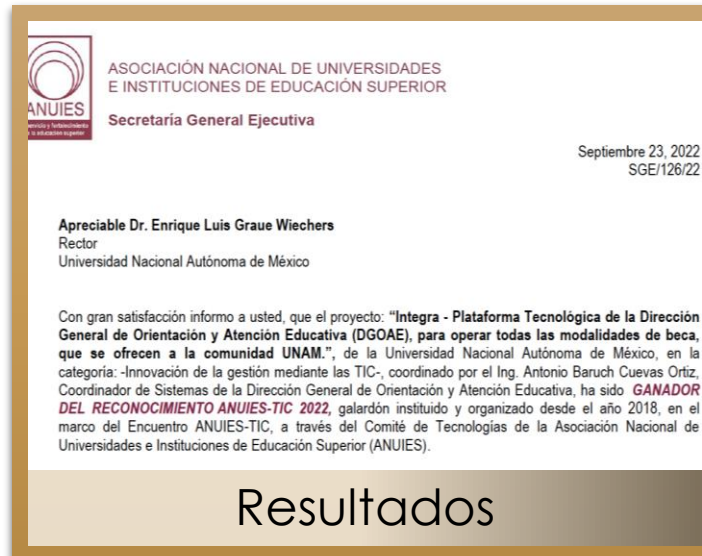 ANUIES
ASOCIACIÓN NACIONAL DE UNIVERSIDADES
E INSTITUCIONES DE EDUCACIÓN SUPERIOR
Secretaría General Ejecutiva
Septiembre 23, 2022
SGE/126/22
Apreciable Dr. Enrique Luis Graue Wiechers
Rector
Universidad Nacional Autónoma de México
Con gran satisfacción informo a usted, que el proyecto: “Integra - Plataforma Tecnológica de la Dirección
General de Orientación y Atención Educativa (DGOAE), para operar todas las modalidades de beca,
que se ofrecen a la comunidad UNAM.”, de la Universidad Nacional Autónoma de México, en la
categoría: -Innovación de la gestión mediante las TIC-, coordinado por el Ing. Antonio Baruch Cuevas Ortiz,
Coordinador de Sistemas de la Dirección General de Orientación y Atención Educativa, ha sido GANADOR
DEL RECONOCIMIENTO ANUIES-TIC 2022, galardón instituido y organizado desde el año 2018, en el
marco del Encuentro ANUIES-TIC, a través del Comité de Tecnologías de la Asociación Nacional de
Universidades e Instituciones de Educación Superior (ANUIES).
Resultados